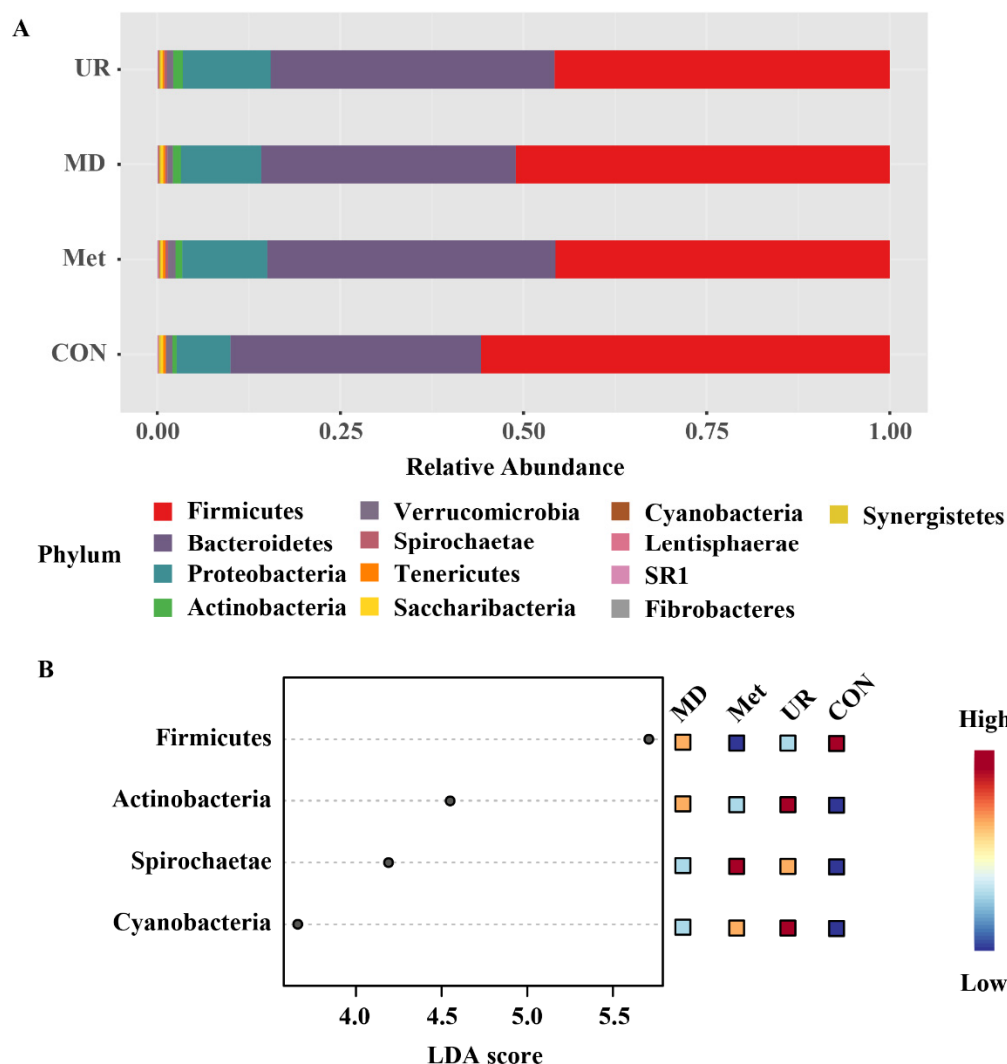 A
UR
MD
Met
CON
0.00 0.25 0.50 0.75 1.00
Relative Abundance
Phylum
Firmicutes Verrucomicrobia Cyanobacteria Synergistetes
Bacteroidetes Spirochaetae Lentisphaerae
Proteobacteria Tenericutes SR1
Actinobacteria Saccharibacteria Fibrobacteres
B
MD Met UR CON
Firmicutes
Actinobacteria
Spirochaetae
Cyanobacteria
4.0 4.5 5.0 5.5
LDA score
High
Low